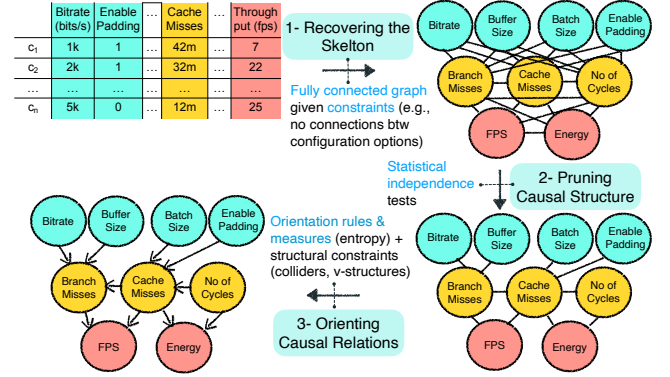 Bitrate (bits/s) Enable Padding … Cache Misses … Through put (fps)
c1 1k 1 … 42m … 7
c2 2k 1 … 32m … 22
… … … … … … …
cn 5k 0 … 12m … 25
1- Recovering the
Skelton
Fully connected graph
given constraints (e.g.,
no connections btw
configuration options)
Bitrate
Buffer
Size
Batch
Size
Enable
Padding
Branch
Misses
Cache
Misses
No of
Cycles
FPS
Energy
Statistical
independence
tests
2- Pruning
Causal Structure
Bitrate
Buffer
Size
Batch
Size
Enable
Padding
Branch
Misses
Cache
Misses
No of
Cycles
FPS
Energy
Orientation rules &
measures (entropy) +
structural constraints
(colliders, v-structures)
3- Orienting
Causal Relations
Bitrate
Buffer
Size
Batch
Size
Enable
Padding
Branch
Misses
Cache
Misses
No of
Cycles
FPS
Energy